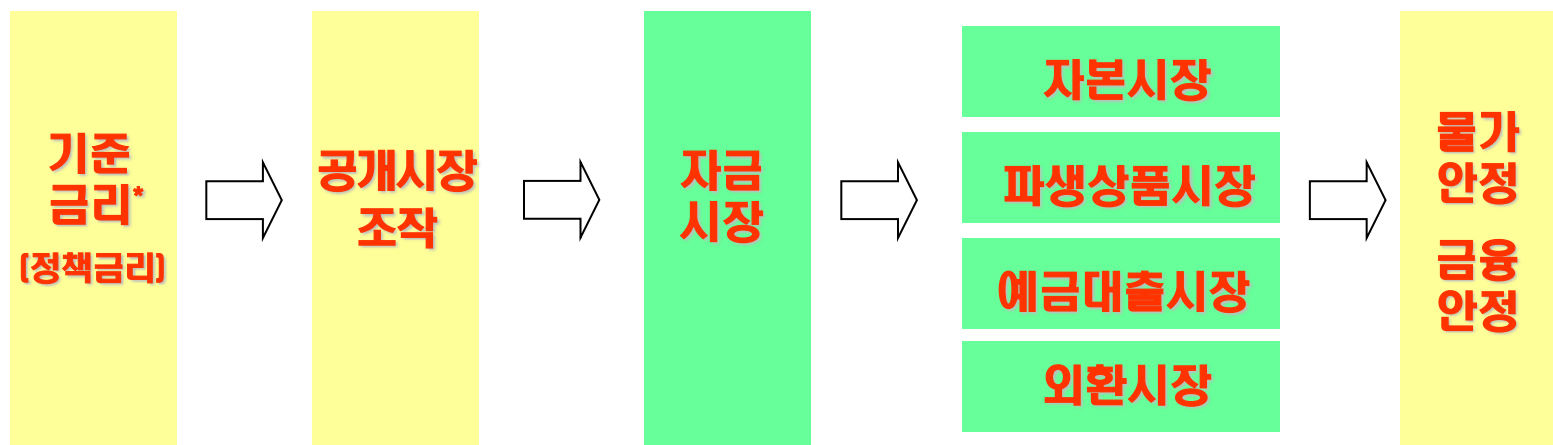 기준
금리*
(정책금리)
공개시장
조작
자금
시장
자본시장
파생상품시장
예금대출시장
외환시장
물가
안정
금융
안정